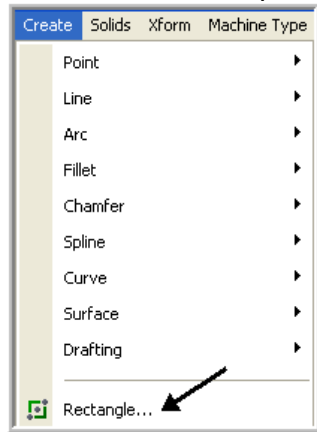 Create Solids Xform Machine Type
Point
Line
Arc
Fillet
Chamfer
Spline
Curve
Surface
Drafting
Rectangle...